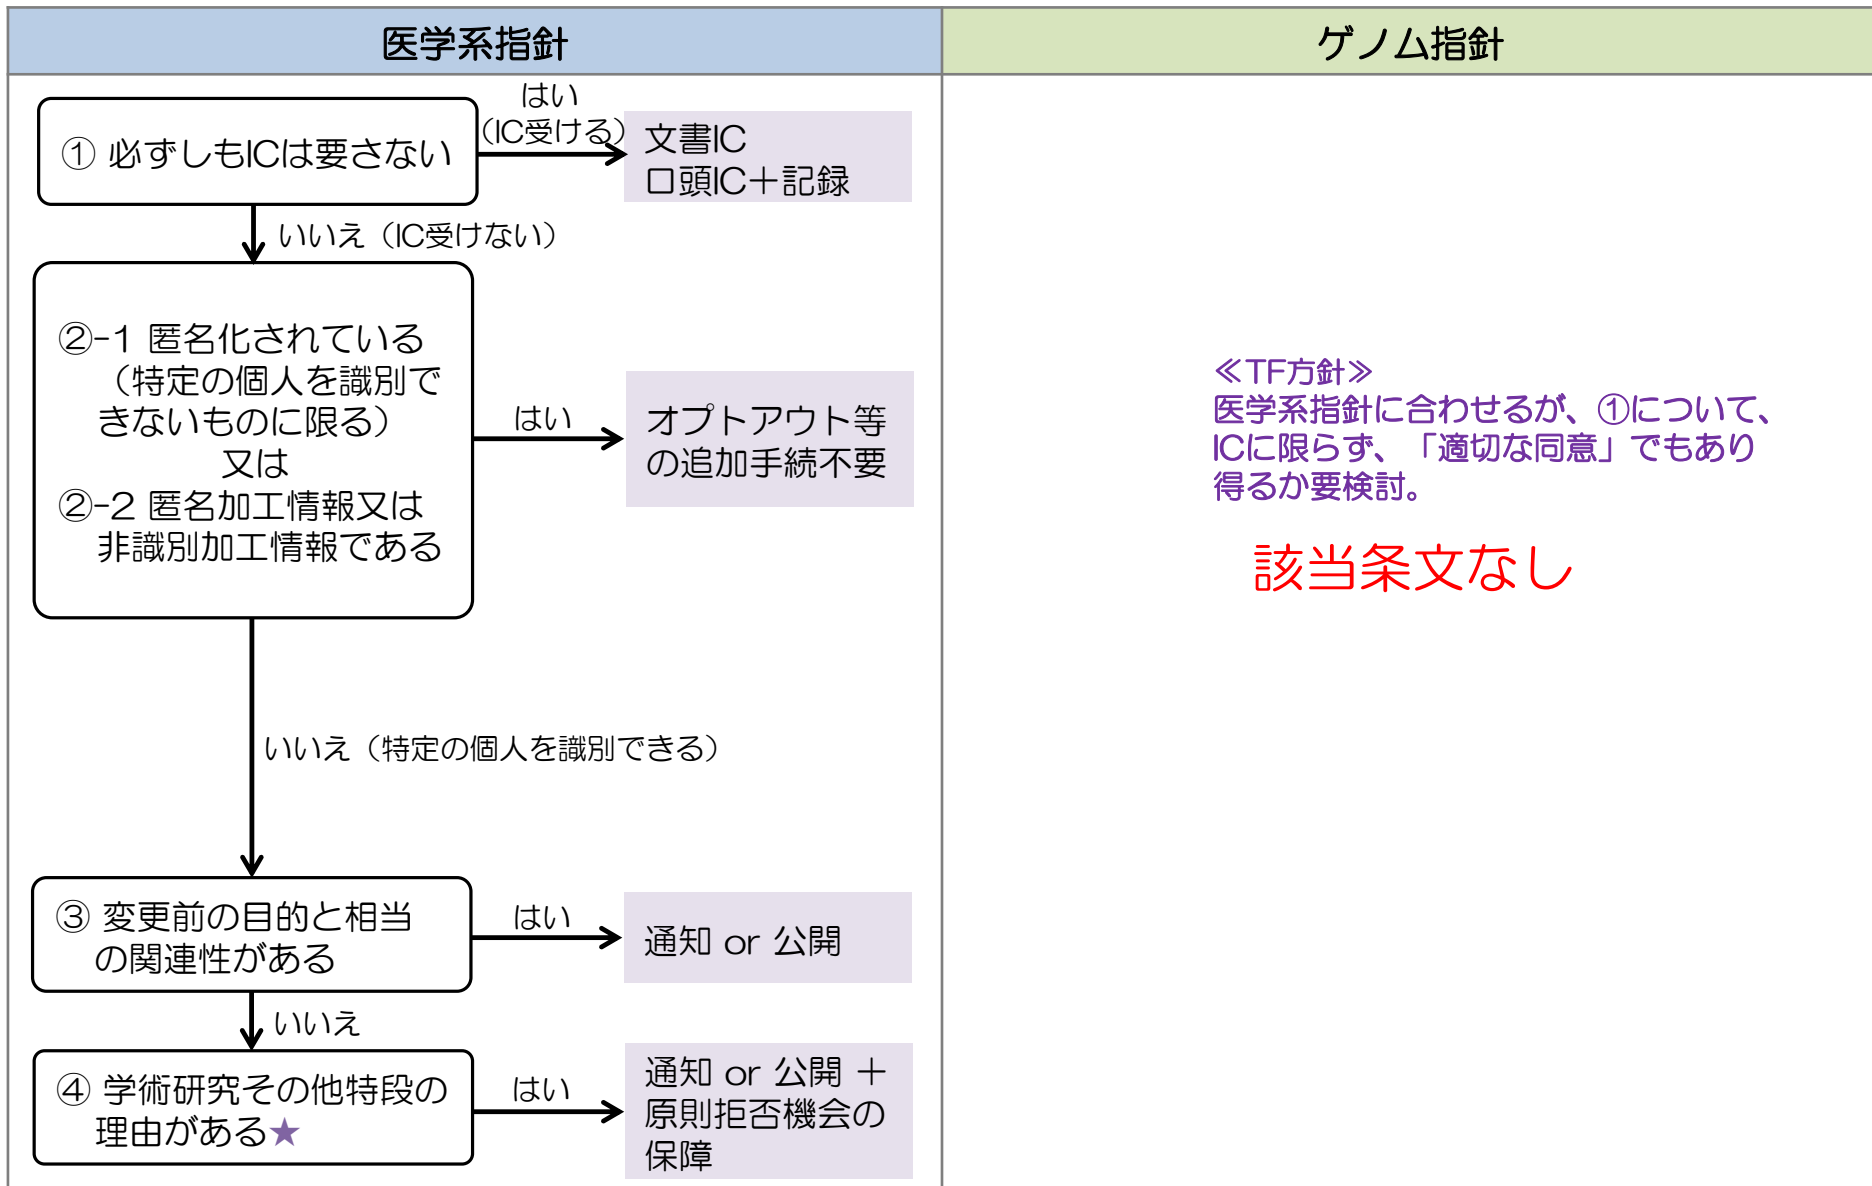 医学系指針
ゲノム指針
① 必ずしもICは要さない
はい
（IC受ける）
文書IC
口頭IC＋記録
いいえ（IC受けない）
②-1 匿名化されている
（特定の個人を識別で
きないものに限る）
又は
②-2 匿名加工情報又は
非識別加工情報である
はい
オプトアウト等
の追加手続不要
いいえ（特定の個人を識別できる）
③ 変更前の目的と相当
の関連性がある
はい
通知 or 公開
いいえ
④ 学術研究その他特段の
理由がある★
はい
通知 or 公開 ＋
原則拒否機会の
保障
≪TF方針≫
医学系指針に合わせるが、①について、
ICに限らず、「適切な同意」でもあり
得るか要検討。
該当条文なし